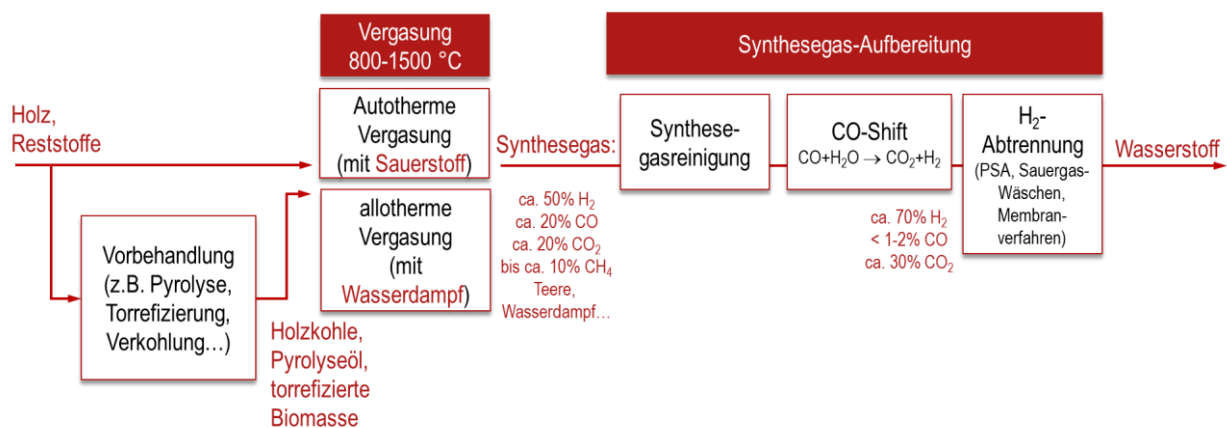 Vergasung
800-1500 °C
Synthesegas-Aufbereitung
Holz,
Reststoffe
Autotherme
Vergasung
(mit Sauerstoff)
allotherme
Vergasung
(mit
Wasserdampf)
Vorbehandlung
(z.B. Pyrolyse,
Torrefizierung,
Verkohlung…)
Holzkohle,
Pyrolyseöl,
torrefizierte
Biomasse
Synthesegas:
ca. 50% H₂
ca. 20% CO
ca. 20% CO₂
bis ca. 10% CH₄
Teere,
Wasserdampf…
Synthese-
gasreinigung
CO-Shift
CO+H₂O → CO₂+H₂
ca. 70% H₂
< 1-2% CO
ca. 30% CO₂
H₂-
Abtrennung
(PSA, Sauergas-
Wäschen,
Membran-
verfahren)
Wasserstoff